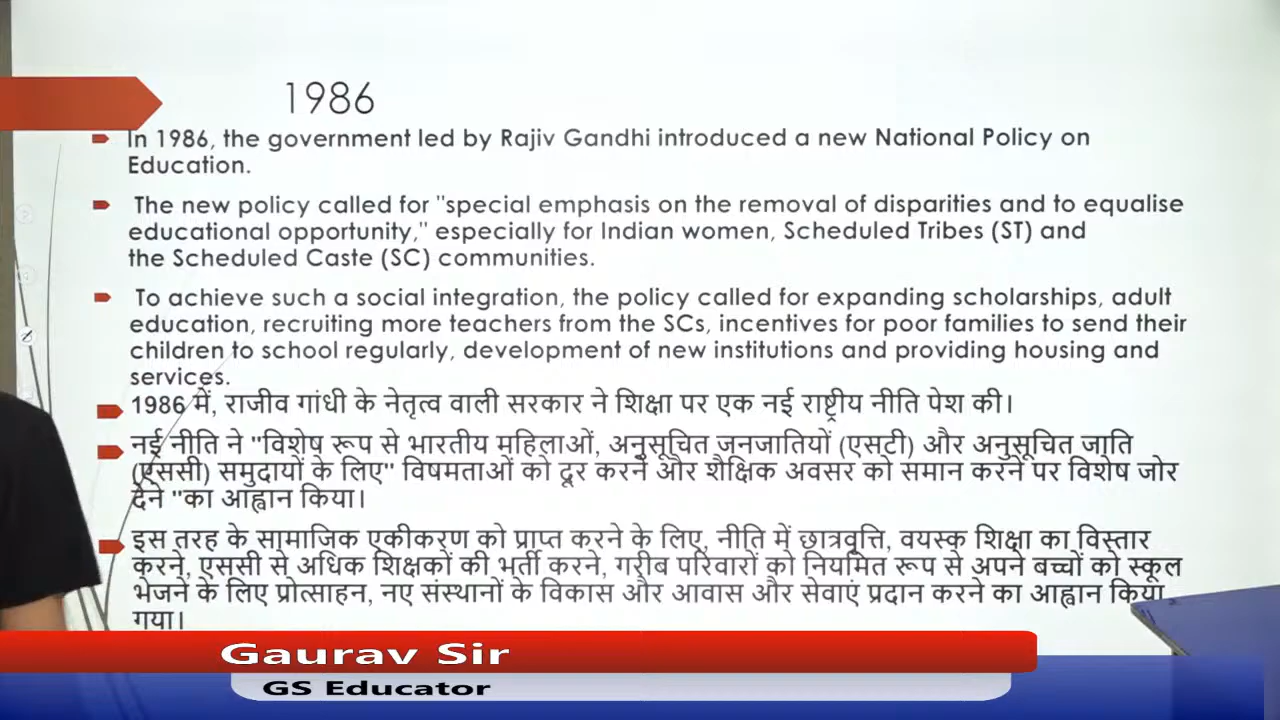 1986
In 1986, the government led by Rajiv Gandhi introduced a new National Policy on
Education.
The new policy called for "special emphasis on the removal of disparities and to equalise
educational opportunity," especially for Indian women, Scheduled Tribes (ST) and
the Scheduled Caste (SC) communities.
To achieve such a social integration, the policy called for expanding scholarships, adult
education, recruiting more teachers from the SCs, incentives for poor families to send their
children to school regularly, development of new institutions and providing housing and
services.
1986 में, राजीव गांधी के नेतृत्व वाली सरकार ने शिक्षा पर एक नई राष्ट्रीय नीति पेश की।
नई नीति ने "विशेष रूप से भारतीय महिलाओं, अनुसूचित जनजातियों (एसटी) और अनुसूचित जाति
(एससी) समुदायों के लिए" विषमताओं को दूर करने और शैक्षिक अवसर को समान करने पर विशेष जोर
देने "का आह्वान किया।
इस तरह के सामाजिक एकीकरण को प्राप्त करने के लिए, नीति में छात्रवृत्ति, वयस्क शिक्षा का विस्तार
करने, एससी से अधिक शिक्षकों की भर्ती करने, गरीब परिवारों को नियमित रूप से अपने बच्चों को स्कूल
भेजने के लिए प्रोत्साहन, नए संस्थानों के विकास और आवास और सेवाएं प्रदान करने का आह्वान किया
गया।
Gaurav Sir
GS Educator